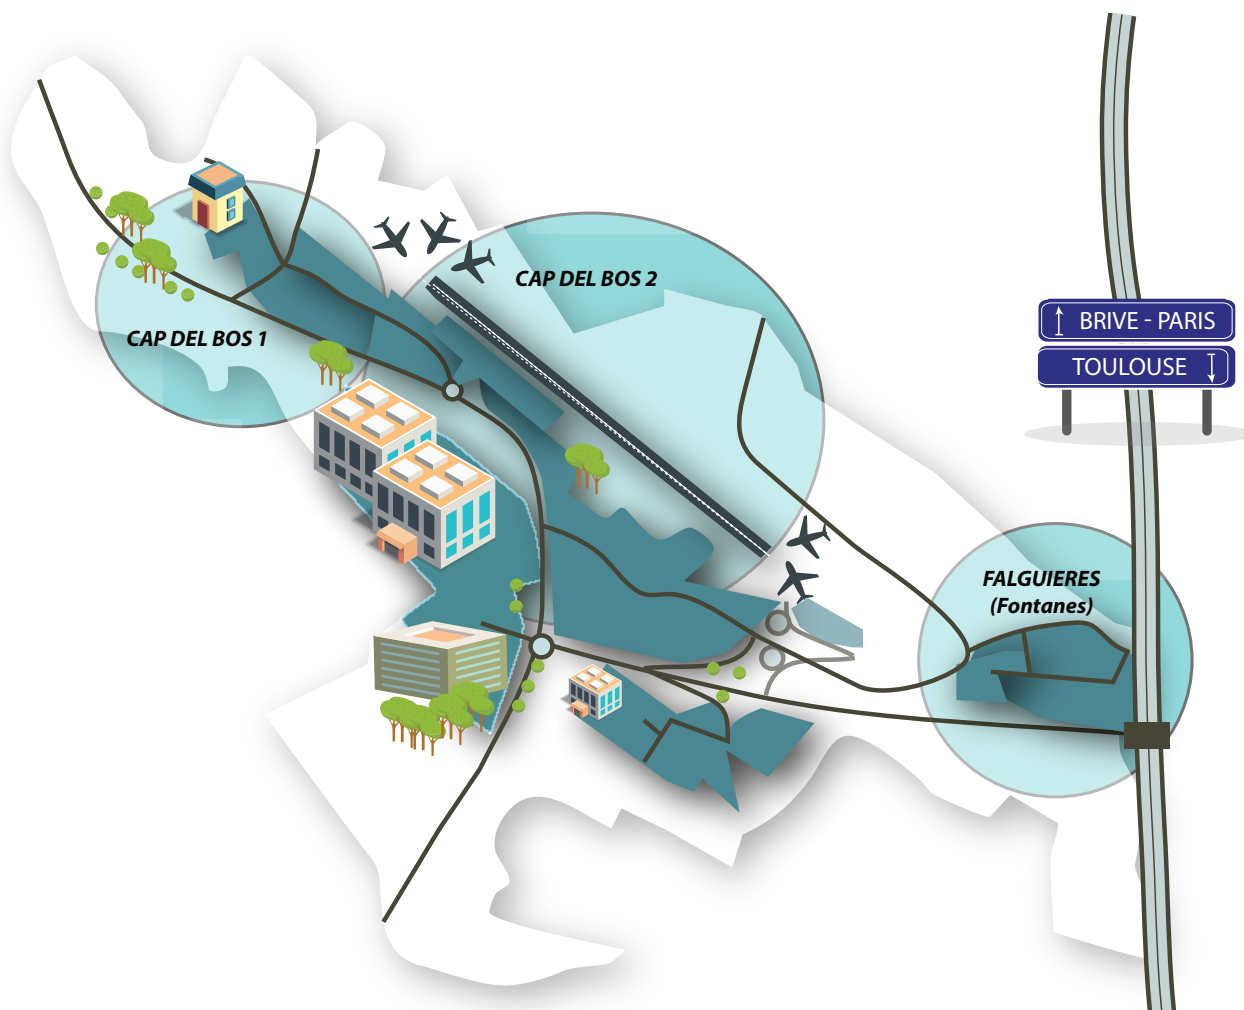 CAP DEL BOS 2
CAP DEL BOS 1
BRIVE - PARIS
TOULOUSE
FALGUIERES
(Fontanes)